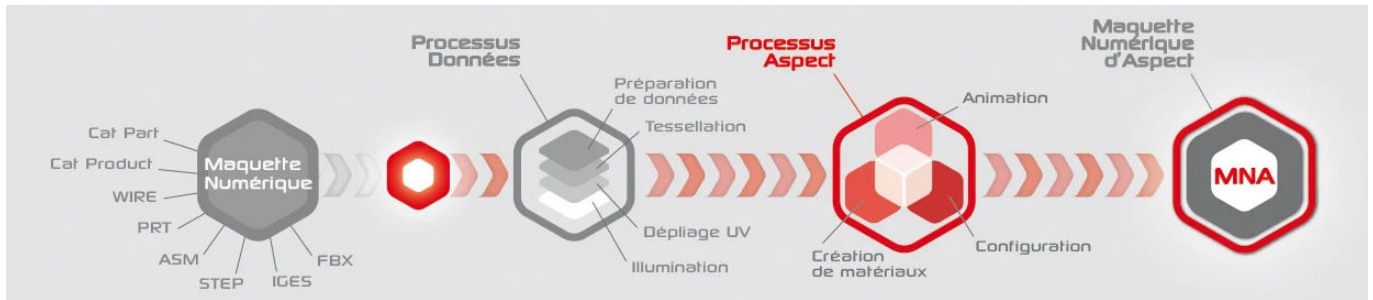 Cat Part
Cat Product
WIRE
PRT
ASM
STEP
IGES
FBX
Maquette
Numérique
Processus
Données
Préparation
de données
Tessellation
Dépliage UV
Illumination
Processus
Aspect
Animation
Création
de matériaux
Configuration
Maquette
Numérique
d'Aspect
MNA